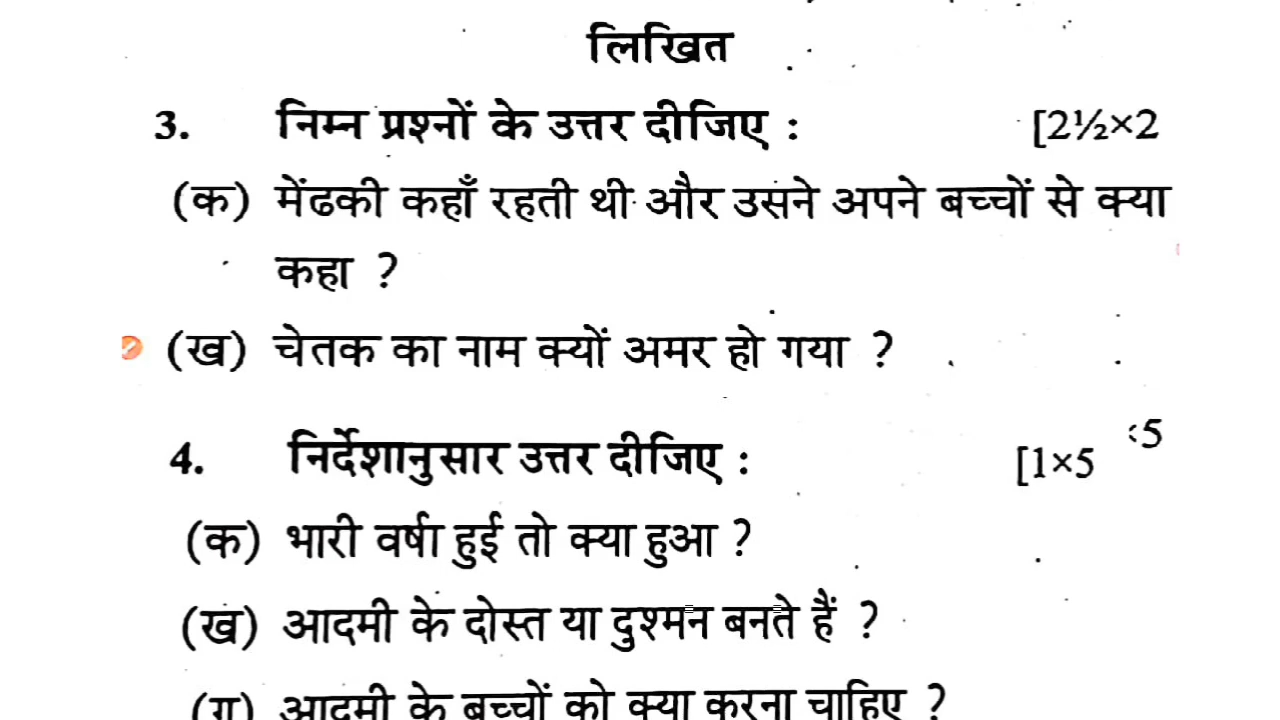 लिखित
3. निम्न प्रश्नों के उत्तर दीजिए : [2½×2
(क) मेंढकी कहाँ रहती थी और उसने अपने बच्चों से क्या
कहा ?
(ख) चेतक का नाम क्यों अमर हो गया ?
5
4. निर्देशानुसार उत्तर दीजिए : [1×5
(क) भारी वर्षा हुई तो क्या हुआ ?
(ख) आदमी के दोस्त या दुश्मन बनते हैं ?
(ग) आदमी के बच्चों को क्या करना चाहिए ?